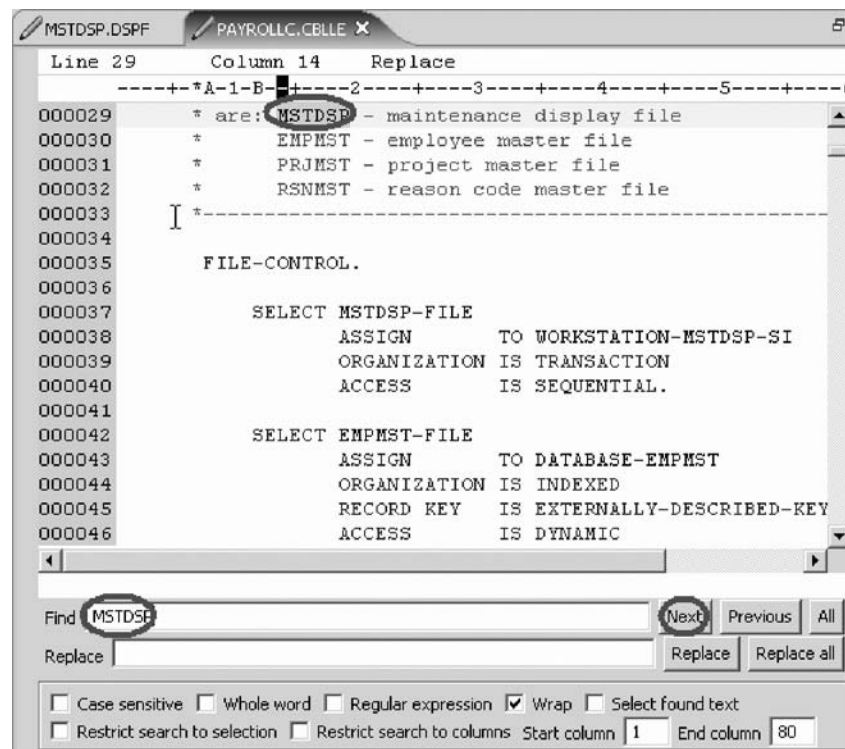 MSTDSP.DSPF PAYROLLC.CBLLE
Line 29 Column 14 Replace
----+-*A-1-B--+----2----+----3----+----4----+----5----+----
000029 * are: MSTDSP - maintenance display file
000030 * EMPMST - employee master file
000031 * PRJMST - project master file
000032 * RSNMST - reason code master file
000033 *----------------------------------------------------
000034
000035 FILE-CONTROL.
000036
000037 SELECT MSTDSP-FILE
000038 ASSIGN TO WORKSTATION-MSTDSP-SI
000039 ORGANIZATION IS TRANSACTION
000040 ACCESS IS SEQUENTIAL.
000041
000042 SELECT EMPMST-FILE
000043 ASSIGN TO DATABASE-EMPMST
000044 ORGANIZATION IS INDEXED
000045 RECORD KEY IS EXTERNALLY-DESCRIBED-KEY
000046 ACCESS IS DYNAMIC
Find MSTDSP Next Previous All
Replace Replace Replace all
Case sensitive Whole word Regular expression Wrap Select found text
Restrict search to selection Restrict search to columns Start column 1 End column 80